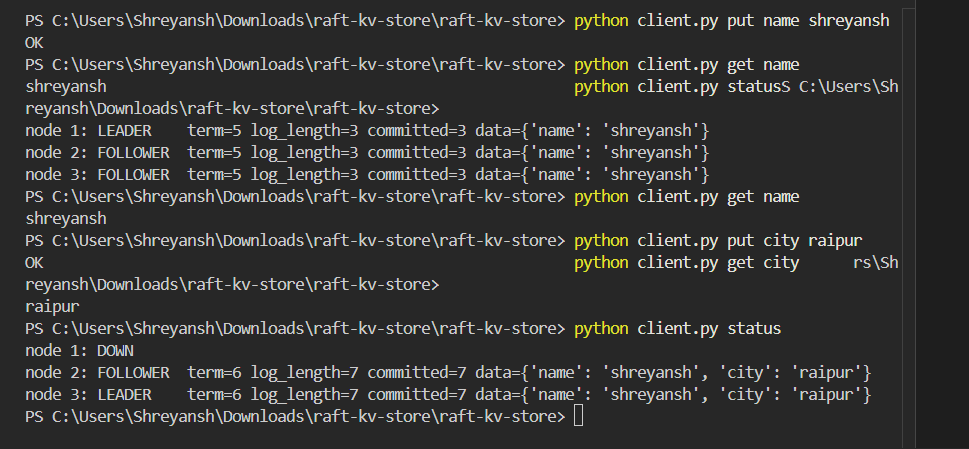 PS C:\Users\Shreyansh\Downloads\raft-kv-store\raft-kv-store> python client.py put name shreyansh
OK
PS C:\Users\Shreyansh\Downloads\raft-kv-store\raft-kv-store> python client.py get name
shreyansh python client.py statusS C:\Users\Sh
reyansh\Downloads\raft-kv-store\raft-kv-store>
node 1: LEADER term=5 log_length=3 committed=3 data={'name': 'shreyansh'}
node 2: FOLLOWER term=5 log_length=3 committed=3 data={'name': 'shreyansh'}
node 3: FOLLOWER term=5 log_length=3 committed=3 data={'name': 'shreyansh'}
PS C:\Users\Shreyansh\Downloads\raft-kv-store\raft-kv-store> python client.py get name
shreyansh
PS C:\Users\Shreyansh\Downloads\raft-kv-store\raft-kv-store> python client.py put city raipur
OK python client.py get city rs\Sh
reyansh\Downloads\raft-kv-store\raft-kv-store>
raipur
PS C:\Users\Shreyansh\Downloads\raft-kv-store\raft-kv-store> python client.py status
node 1: DOWN
node 2: FOLLOWER term=6 log_length=7 committed=7 data={'name': 'shreyansh', 'city': 'raipur'}
node 3: LEADER term=6 log_length=7 committed=7 data={'name': 'shreyansh', 'city': 'raipur'}
PS C:\Users\Shreyansh\Downloads\raft-kv-store\raft-kv-store>